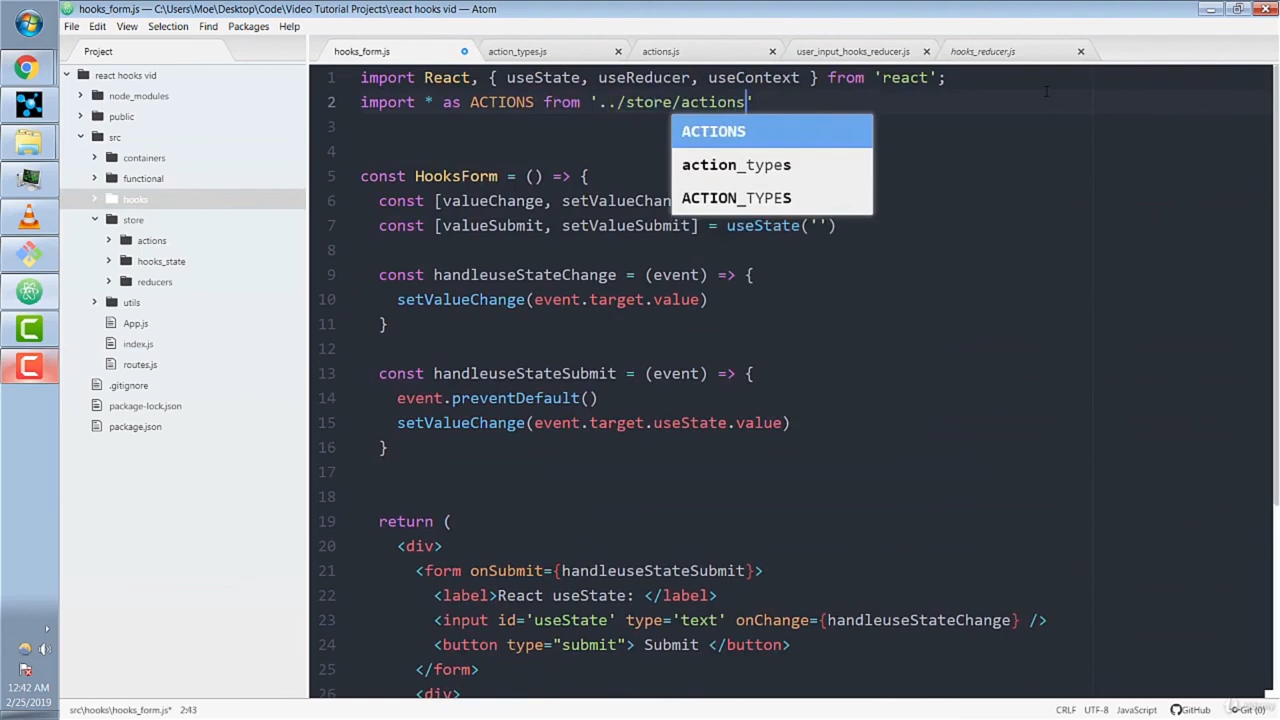 hooks_form.js — C:\Users\Moe\Desktop\Code\Video Tutorial Projects\react hooks vid — Atom
File Edit View Selection Find Packages Help
Project
hooks_form.js
action_types.js
actions.js
user_input_hooks_reducer.js
hooks_reducer.js
react hooks vid
node_modules
public
src
containers
functional
hooks
store
actions
hooks_state
reducers
utils
App.js
index.js
routes.js
.gitignore
package-lock.json
package.json
1 import React, { useState, useReducer, useContext } from 'react';
2 import * as ACTIONS from '../store/actions'
ACTIONS
action_types
ACTION_TYPES
3
4
5 const HooksForm = () => {
6 const [valueChange, setValueChan
7 const [valueSubmit, setValueSubmit] = useState('')
8
9 const handleuseStateChange = (event) => {
10 setValueChange(event.target.value)
11 }
12
13 const handleuseStateSubmit = (event) => {
14 event.preventDefault()
15 setValueChange(event.target.useState.value)
16 }
17
18
19 return (
20 <div>
21 <form onSubmit={handleuseStateSubmit}>
22 <label>React useState: </label>
23 <input id='useState' type='text' onChange={handleuseStateChange} />
24 <button type="submit"> Submit </button>
25 </form>
26 <div>
12:42 AM
2/25/2019
src\hooks\hooks_form.js* 2:43
CRLF UTF-8 JavaScript GitHub Git (0)